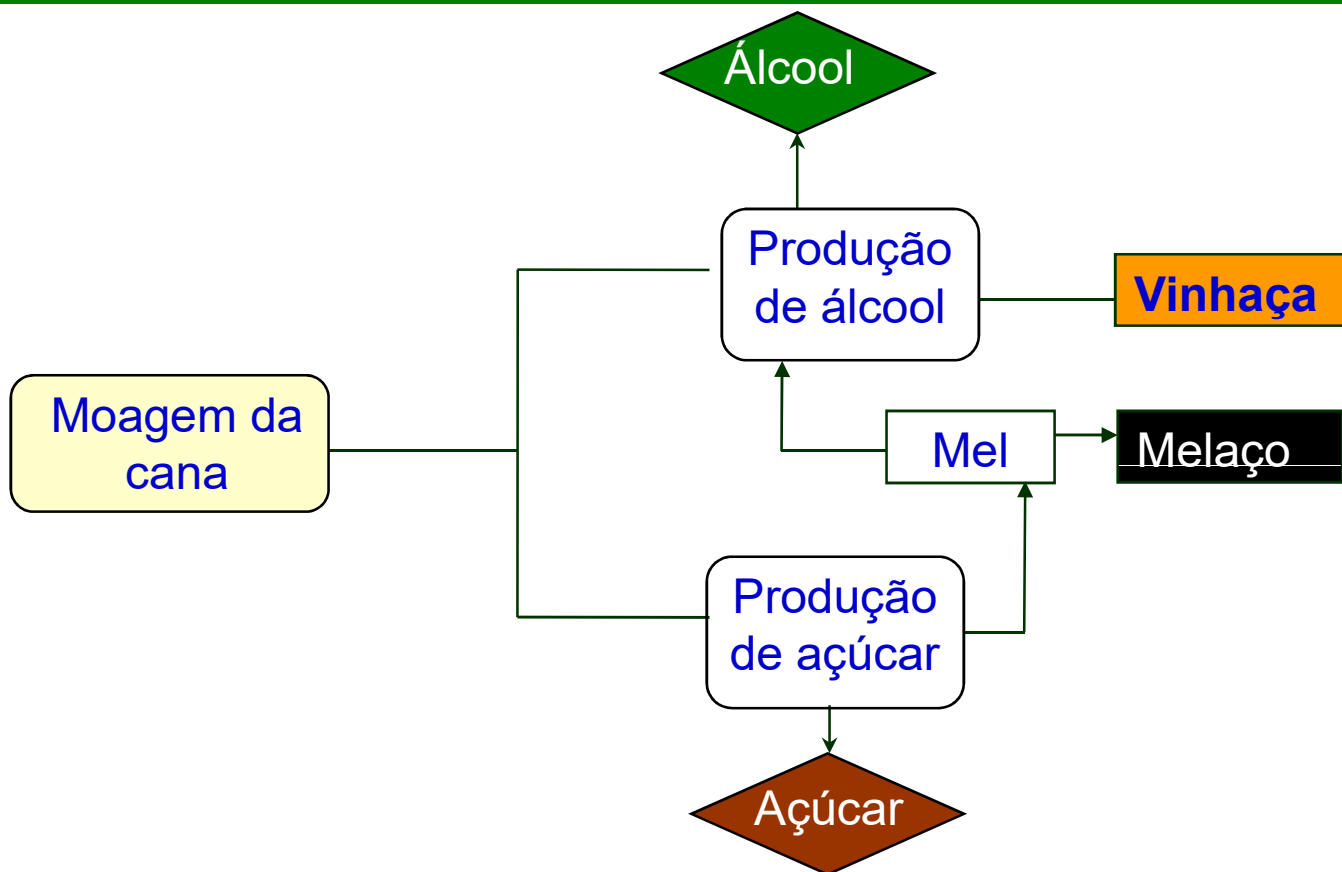 Álcool
Produção
de álcool
Vinhaça
Moagem da
cana
Mel
Melaço
Produção
de açúcar
Açúcar